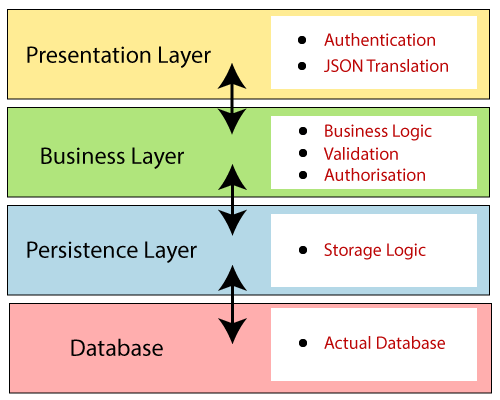 Presentation Layer
Authentication
JSON Translation
Business Layer
Business Logic
Validation
Authorisation
Persistence Layer
Storage Logic
Database
Actual Database